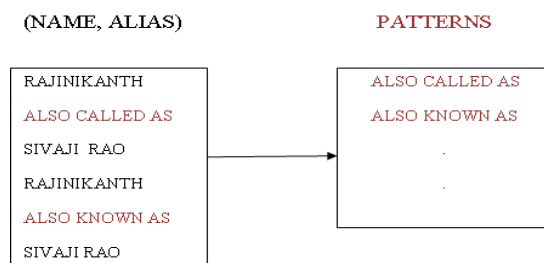 (NAME, ALIAS)
RAJINIKANTH
ALSO CALLED AS
SIVAJI RAO
RAJINIKANTH
ALSO KNOWN AS
SIVAJI RAO
PATTERNS
ALSO CALLED AS
ALSO KNOWN AS
.
.